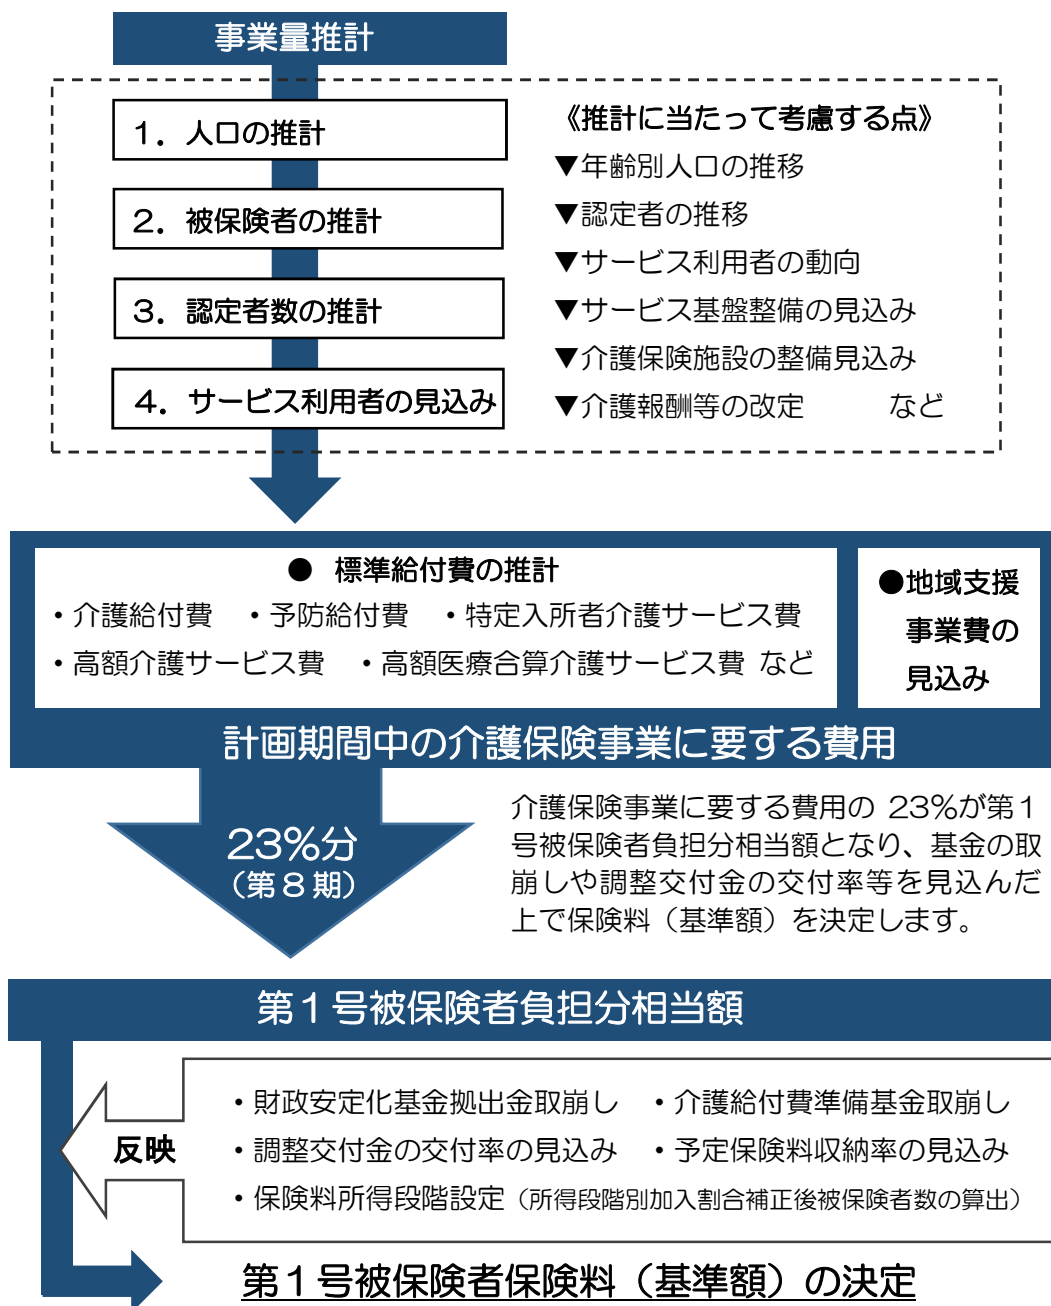 事業量推計
１．人口の推計
２．被保険者の推計
３．認定者数の推計
４．サービス利用者の見込み
《推計に当たって考慮する点》
▼年齢別人口の推移
▼認定者の推移
▼サービス利用者の動向
▼サービス基盤整備の見込み
▼介護保険施設の整備見込み
▼介護報酬等の改定　　　など
● 標準給付費の推計
・介護給付費　・予防給付費　・特定入所者介護サービス費
・高額介護サービス費　・高額医療合算介護サービス費 など
●地域支援
事業費の
見込み
計画期間中の介護保険事業に要する費用
23%分
（第８期）
介護保険事業に要する費用の 23%が第１
号被保険者負担分相当額となり、基金の取
崩しや調整交付金の交付率等を見込んだ
上で保険料（基準額）を決定します。
第１号被保険者負担分相当額
反映
・財政安定化基金拠出金取崩し　・介護給付費準備基金取崩し
・調整交付金の交付率の見込み　・予定保険料収納率の見込み
・保険料所得段階設定（所得段階別加入割合補正後被保険者数の算出）
第１号被保険者保険料（基準額）の決定